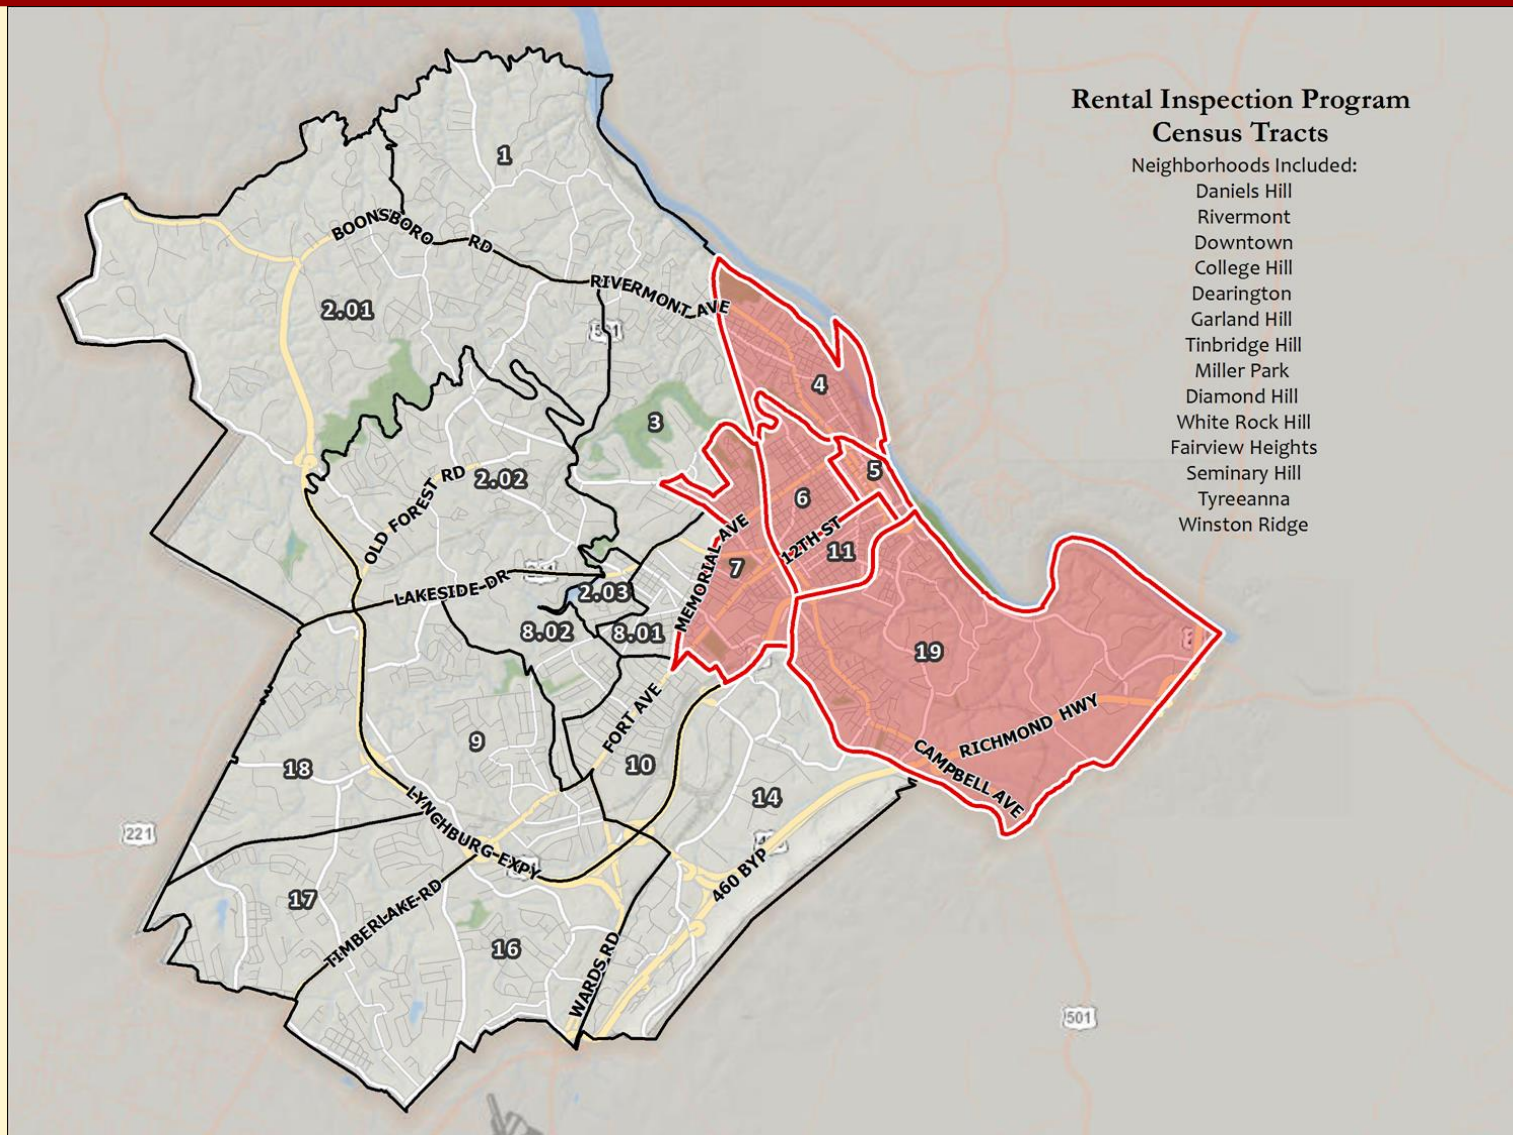 Rental Inspection Program
Census Tracts
Neighborhoods Included:
Daniels Hill
Rivermont
Downtown
College Hill
Dearington
Garland Hill
Tinbridge Hill
Miller Park
Diamond Hill
White Rock Hill
Fairview Heights
Seminary Hill
Tyreeanna
Winston Ridge
1
BOONSBORO RD
RIVERMONT AVE
2.01
4
3
5
OLD FOREST RD
2.02
6
MEMORIAL AVE
12TH ST
11
7
LAKESIDE DR
2.03
8.02
8.01
19
FORT AVE
RICHMOND HWY
CAMPBELL AVE
9
10
18
14
LYNCHBURG EXPY
221
460 BYP
17
TIMBERLAKE RD
16
WARDS RD
501